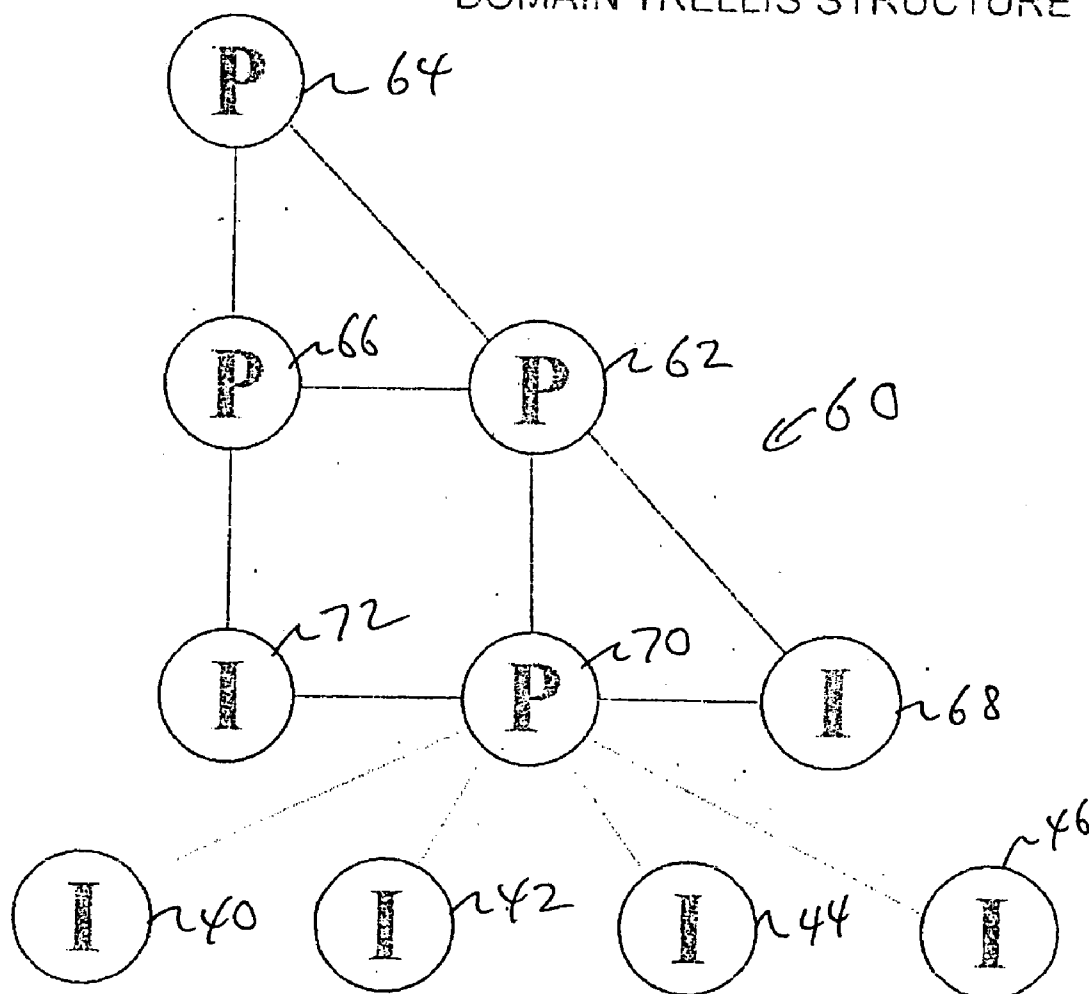 DOMAIN TRELLIS STRUCTURE
P 64
P 66
P 62
60
I 72
P 70
I 68
I 40
I 42
I 44
I 46